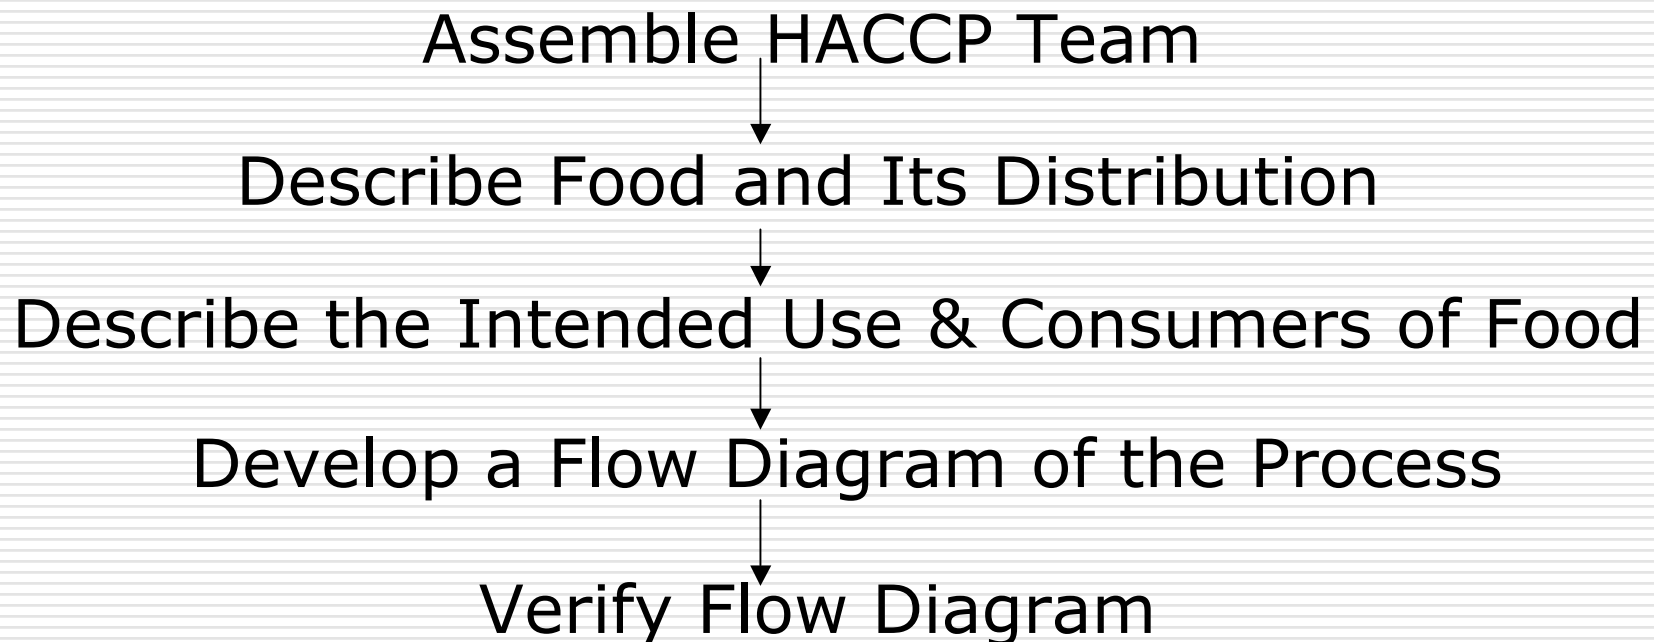 Assemble HACCP Team
Describe Food and Its Distribution
Describe the Intended Use & Consumers of Food
Develop a Flow Diagram of the Process
Verify Flow Diagram